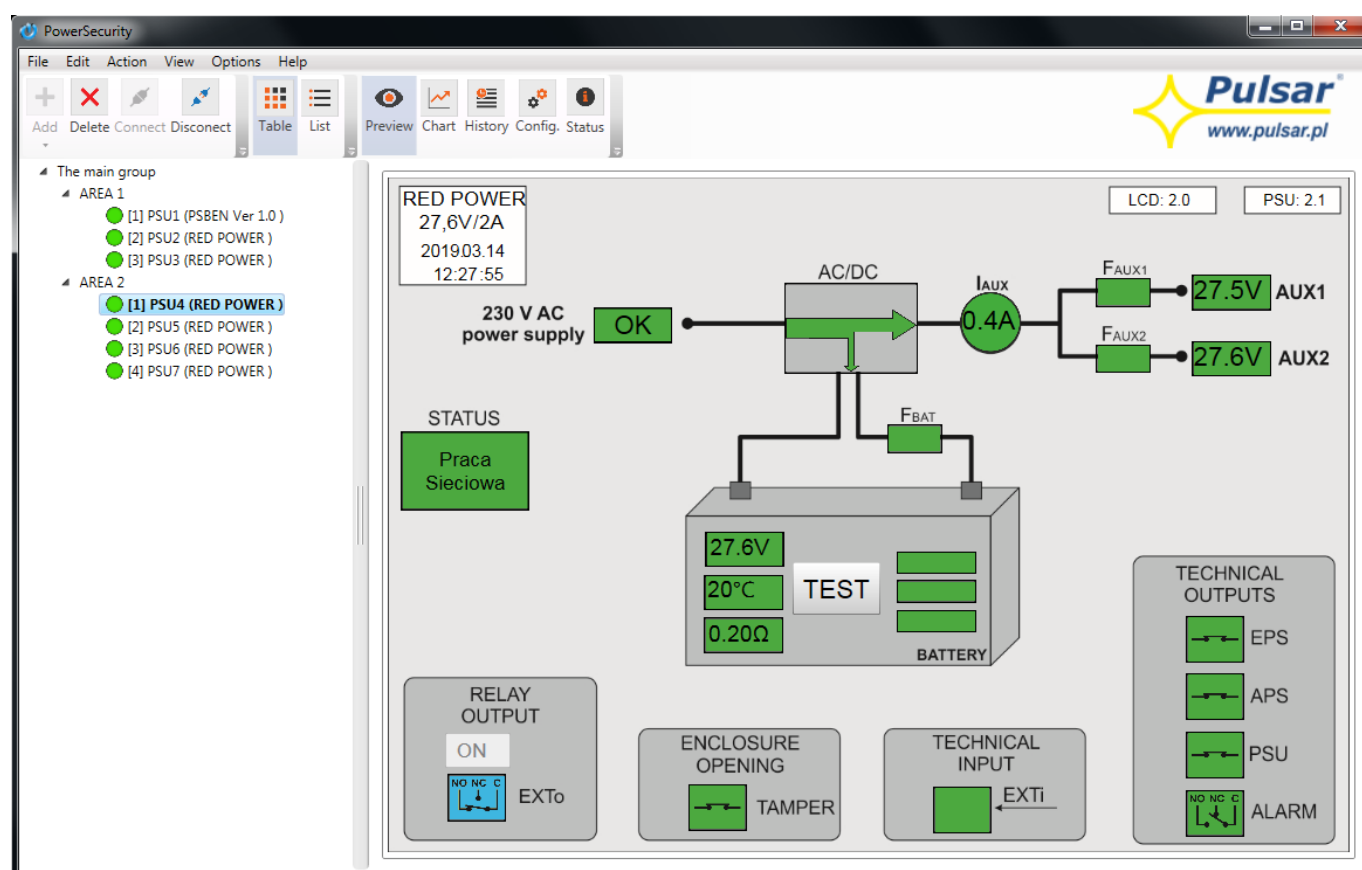 PowerSecurity
File Edit Action View Options Help
Add Delete Connect Disconect Table List Preview Chart History Config. Status
Pulsar®
www.pulsar.pl
The main group
AREA 1
[1] PSU1 (PSBEN Ver 1.0 )
[2] PSU2 (RED POWER )
[3] PSU3 (RED POWER )
AREA 2
[1] PSU4 (RED POWER )
[2] PSU5 (RED POWER )
[3] PSU6 (RED POWER )
[4] PSU7 (RED POWER )
RED POWER
27,6V/2A
2019.03.14
12:27:55
LCD: 2.0
PSU: 2.1
230 V AC
power supply
OK
AC/DC
IAUX
0.4A
FAUX1
27.5V AUX1
FAUX2
27.6V AUX2
STATUS
Praca
Sieciowa
FBAT
27.6V
20°C
0.20Ω
TEST
BATTERY
RELAY
OUTPUT
ON
NO NC C
EXTo
ENCLOSURE
OPENING
TAMPER
TECHNICAL
INPUT
EXTi
TECHNICAL
OUTPUTS
EPS
APS
PSU
NO NC C
ALARM